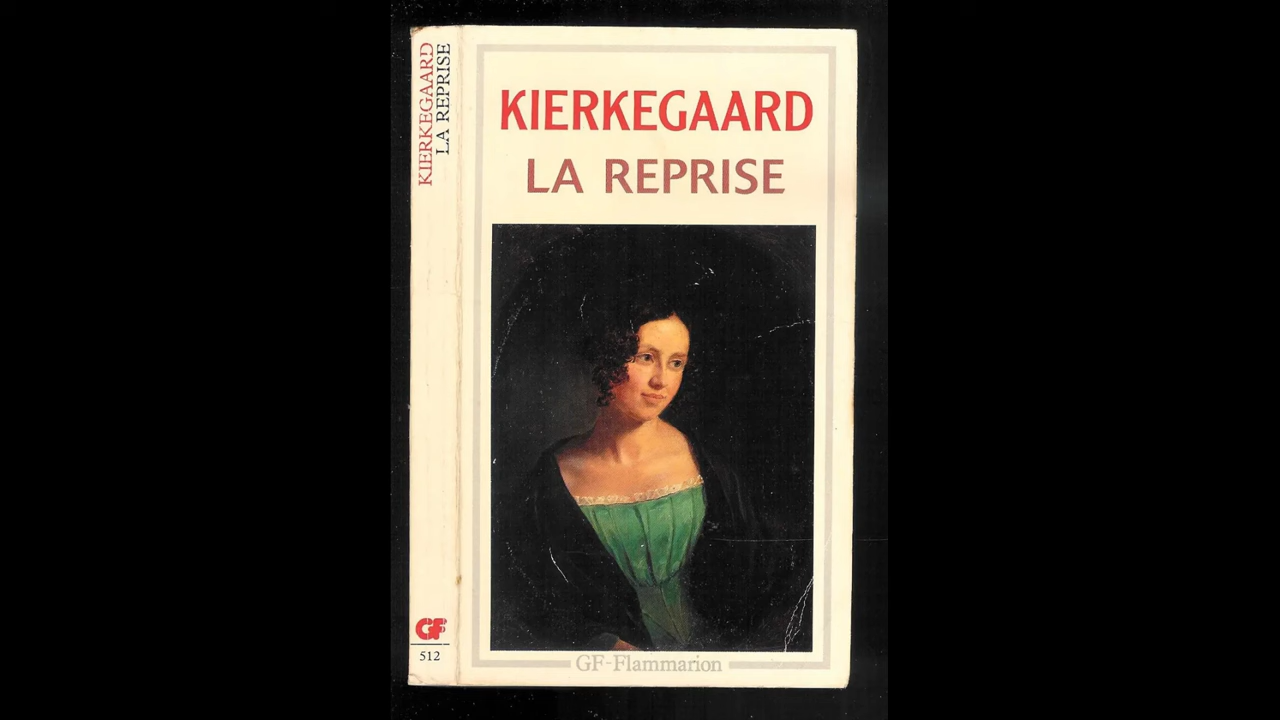 KIERKEGAARD
LA REPRISE
GF
512
KIERKEGAARD
LA REPRISE
GF-Flammarion